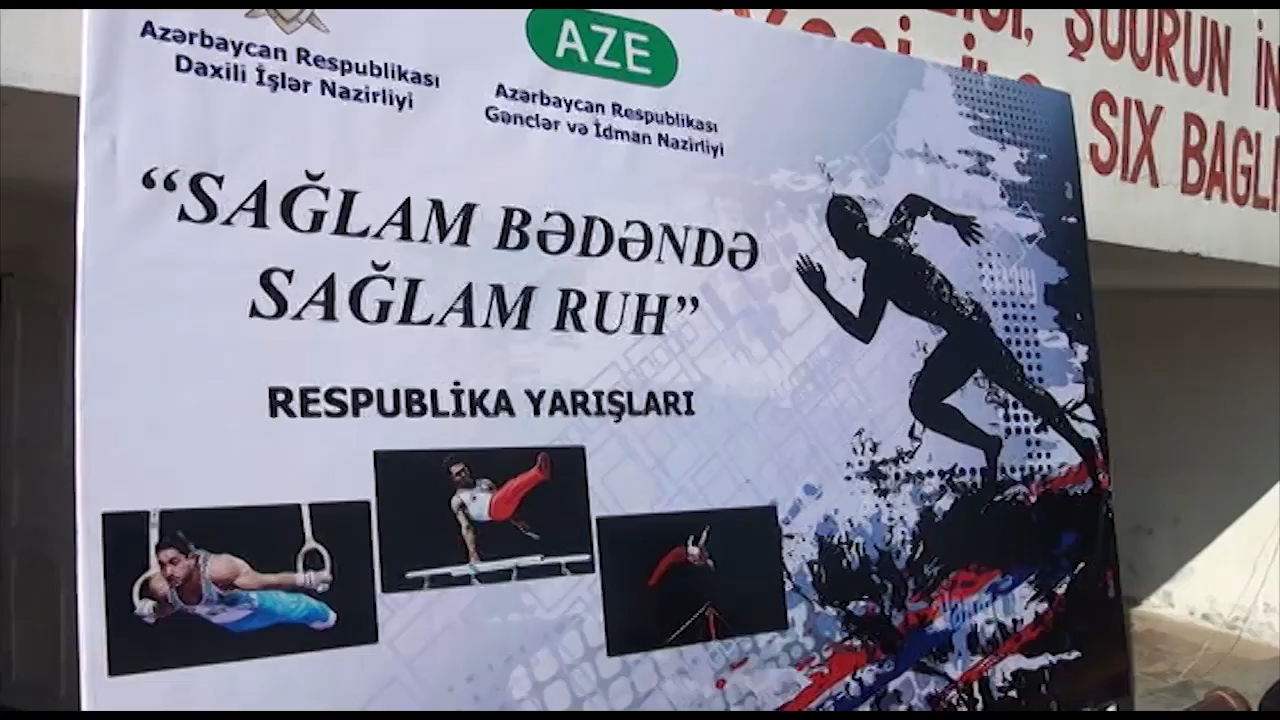 Azərbaycan Respublikası
Daxili İşlər Nazirliyi
AZE
Azərbaycan Respublikası
Gənclər və İdman Nazirliyi
“SAĞLAM BƏDƏNDƏ
SAĞLAM RUH”
RESPUBLİKA YARIŞLARI
ŞÜURUN
SIX